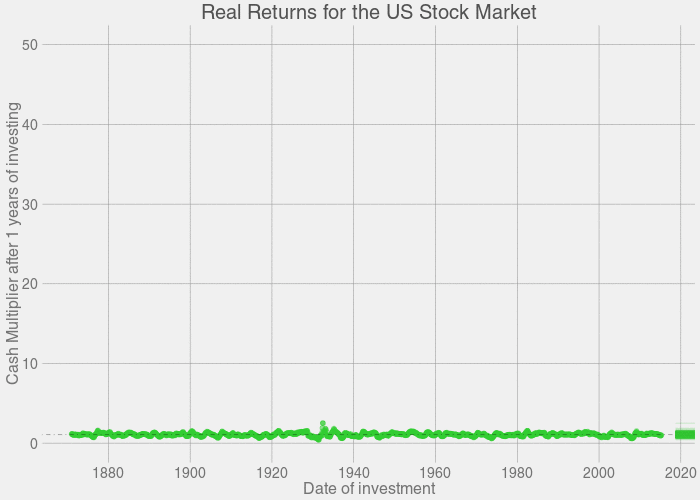 Real Returns for the US Stock Market
Cash Multiplier after 1 years of investing
50
40
30
20
10
0
1880 1900 1920 1940 1960 1980 2000 2020
Date of investment